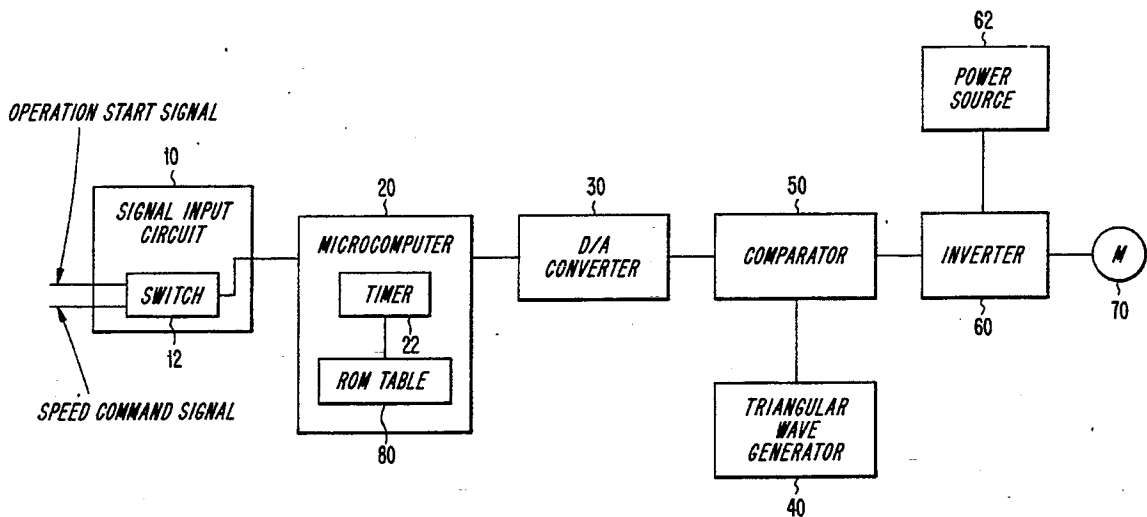 62
POWER
SOURCE
OPERATION START SIGNAL
10
SIGNAL INPUT
CIRCUIT
SWITCH
12
SPEED COMMAND SIGNAL
20
MICROCOMPUTER
TIMER
22
ROM TABLE
80
30
D/A
CONVERTER
50
COMPARATOR
TRIANGULAR
WAVE
GENERATOR
40
INVERTER
60
M
70